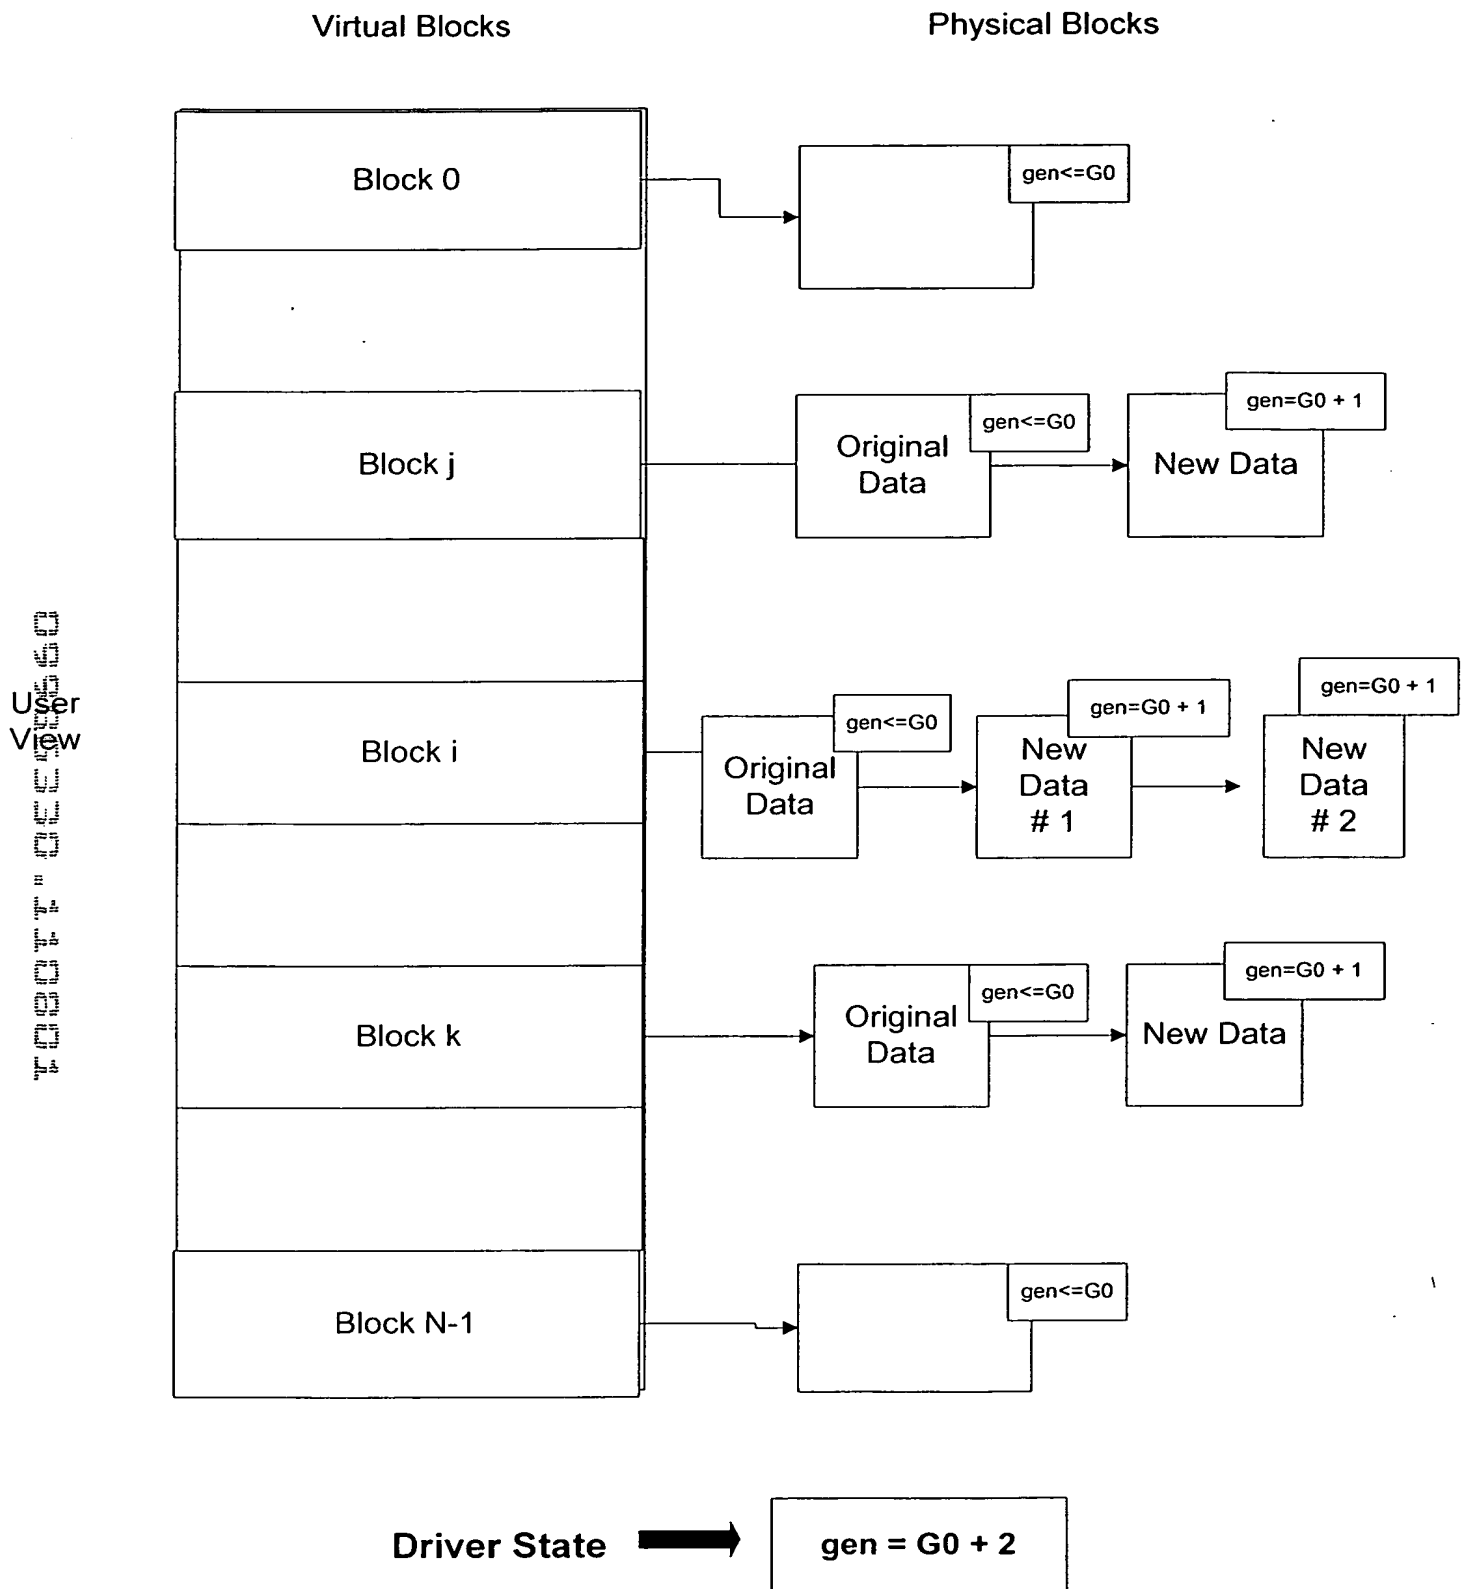 Virtual Blocks
Physical Blocks
Block 0
gen<=G0
Block j
Original
Data
gen<=G0
New Data
gen=G0 + 1
User
View
Block i
Original
Data
gen<=G0
New
Data
# 1
gen=G0 + 1
New
Data
# 2
gen=G0 + 1
Block k
Original
Data
gen<=G0
New Data
gen=G0 + 1
Block N-1
gen<=G0
Driver State
gen = G0 + 2